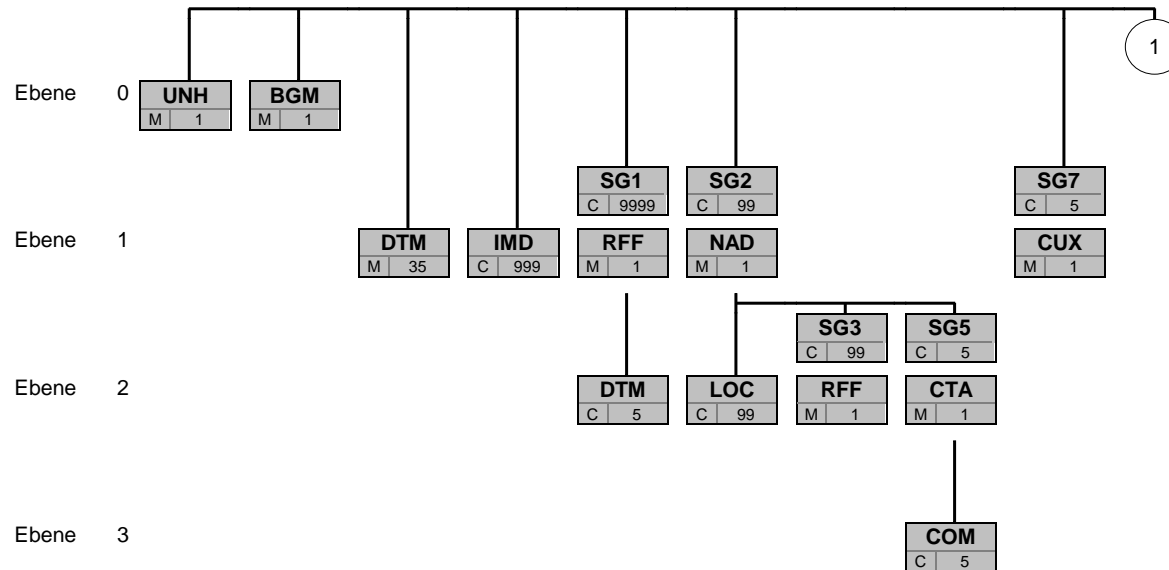 1
Ebene 0 UNH BGM
M 1 M 1
SG1 SG2 SG7
C 9999 C 99 C 5
Ebene 1 DTM IMD RFF NAD CUX
M 35 C 999 M 1 M 1 M 1
SG3 SG5
C 99 C 5
Ebene 2 DTM LOC RFF CTA
C 5 C 99 M 1 M 1
Ebene 3 COM
C 5